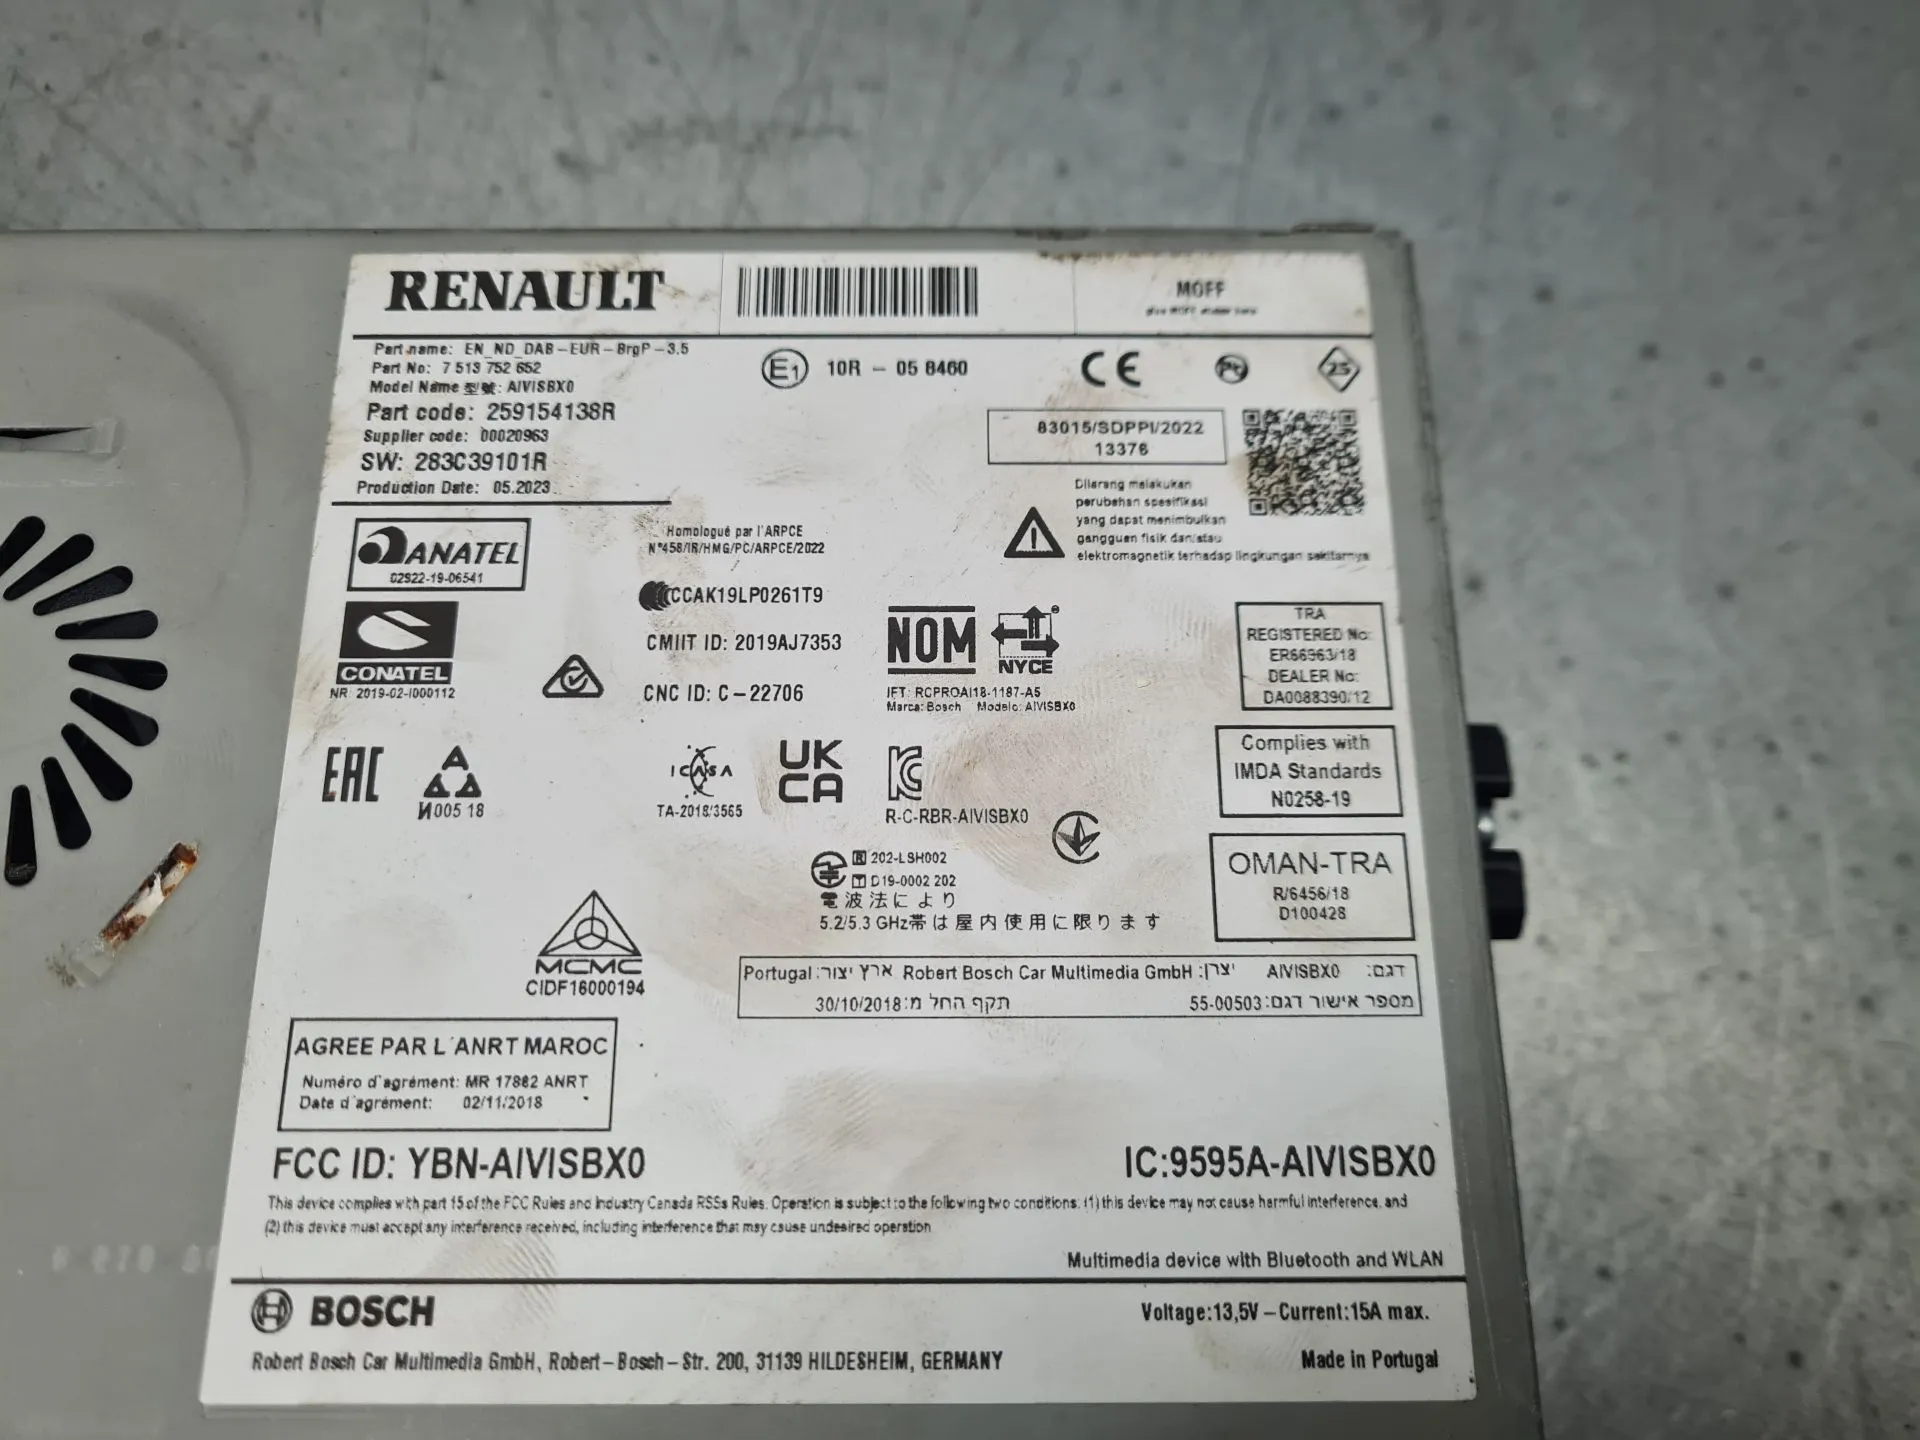 RENAULT
MOFF
Part name: EN_ND_DAB-EUR-BrgP-3.5
Part No: 7 513 752 652
Model Name 型號: AIVISBX0
Part code: 259154138R
Supplier code: 00020963
SW: 283C39101R
Production Date: 05.2023
E1 10R - 05 8460
CE
25
83015/SDPPI/2022
13376
Dilarang melakukan
perubahan spesifikasi
yang dapat menimbulkan
gangguan fisik dan/atau
elektromagnetik terhadap lingkungan sekitarnya
ANATEL
02922-19-06541
Homologué par l'ARPCE
N°458/IR/HMG/PC/ARPCE/2022
CCAK19LP0261T9
CMIIT ID: 2019AJ7353
CNC ID: C-22706
CONATEL
NR: 2019-02-I000112
NOM
NYCE
IFT: RCPROAI18-1187-A5
Marca: Bosch Modelo: AIVISBX0
TRA
REGISTERED No:
ER66963/18
DEALER No:
DA0088390/12
EAC
И005 18
ICASA
TA-2018/3565
UK
CA
R-C-RBR-AIVISBX0
Complies with
IMDA Standards
N0258-19
R 202-LSH002
T D19-0002 202
電波法により
5.2/5.3 GHz帯は屋内使用に限ります
OMAN-TRA
R/6456/18
D100428
MCMC
CIDF16000194
דגם: AIVISBX0 יצרן: Robert Bosch Car Multimedia GmbH ארץ יצור: Portugal
מספר אישור דגם: 55-00503 תקף החל מ: 30/10/2018
AGREE PAR L'ANRT MAROC
Numéro d'agrément: MR 17882 ANRT
Date d'agrément: 02/11/2018
FCC ID: YBN-AIVISBX0
IC:9595A-AIVISBX0
This device complies with part 15 of the FCC Rules and Industry Canada RSSs Rules. Operation is subject to the following two conditions: (1) this device may not cause harmful interference, and
(2) this device must accept any interference received, including interference that may cause undesired operation
Multimedia device with Bluetooth and WLAN
BOSCH
Voltage:13,5V – Current:15A max.
Robert Bosch Car Multimedia GmbH, Robert-Bosch-Str. 200, 31139 HILDESHEIM, GERMANY
Made in Portugal